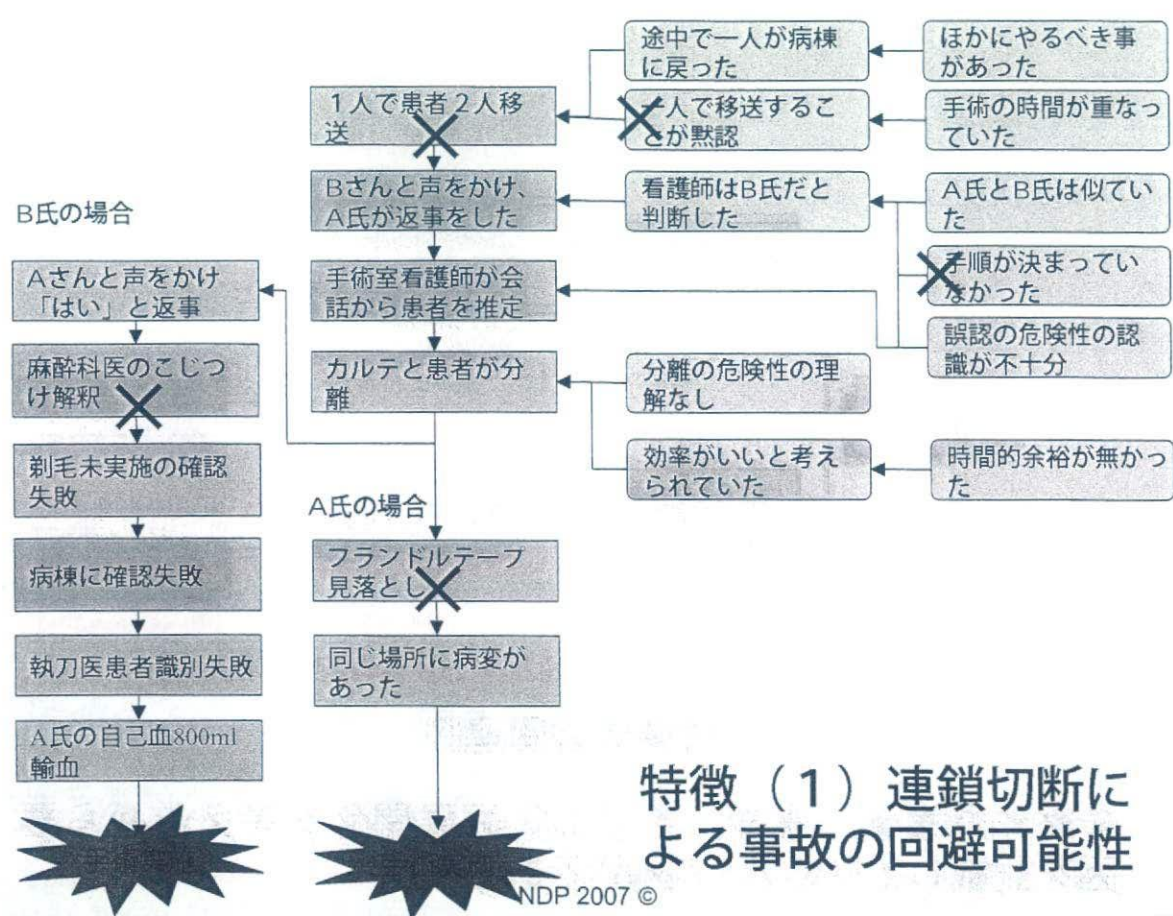 途中で一人が病棟
に戻った
ほかにやるべき事
があった
１人で患者２人移
送
一人で移送するこ
とが黙認
手術の時間が重なっ
ていた
Bさんと声をかけ、
A氏が返事をした
看護師はB氏だと
判断した
A氏とB氏は似てい
た
手順が決まってい
なかった
誤認の危険性の認
識が不十分
手術室看護師が会
話から患者を推定
カルテと患者が分
離
分離の危険性の理
解なし
効率がいいと考え
られていた
時間的余裕が無かっ
た
B氏の場合
Aさんと声をかけ
「はい」と返事
麻酔科医のこじつ
け解釈
剃毛未実施の確認
失敗
病棟に確認失敗
執刀医患者識別失敗
A氏の自己血800ml
輸血
A氏の場合
フランドルテープ
見落とし
同じ場所に病変が
あった
特徴（１）連鎖切断に
よる事故の回避可能性
NDP 2007 ©